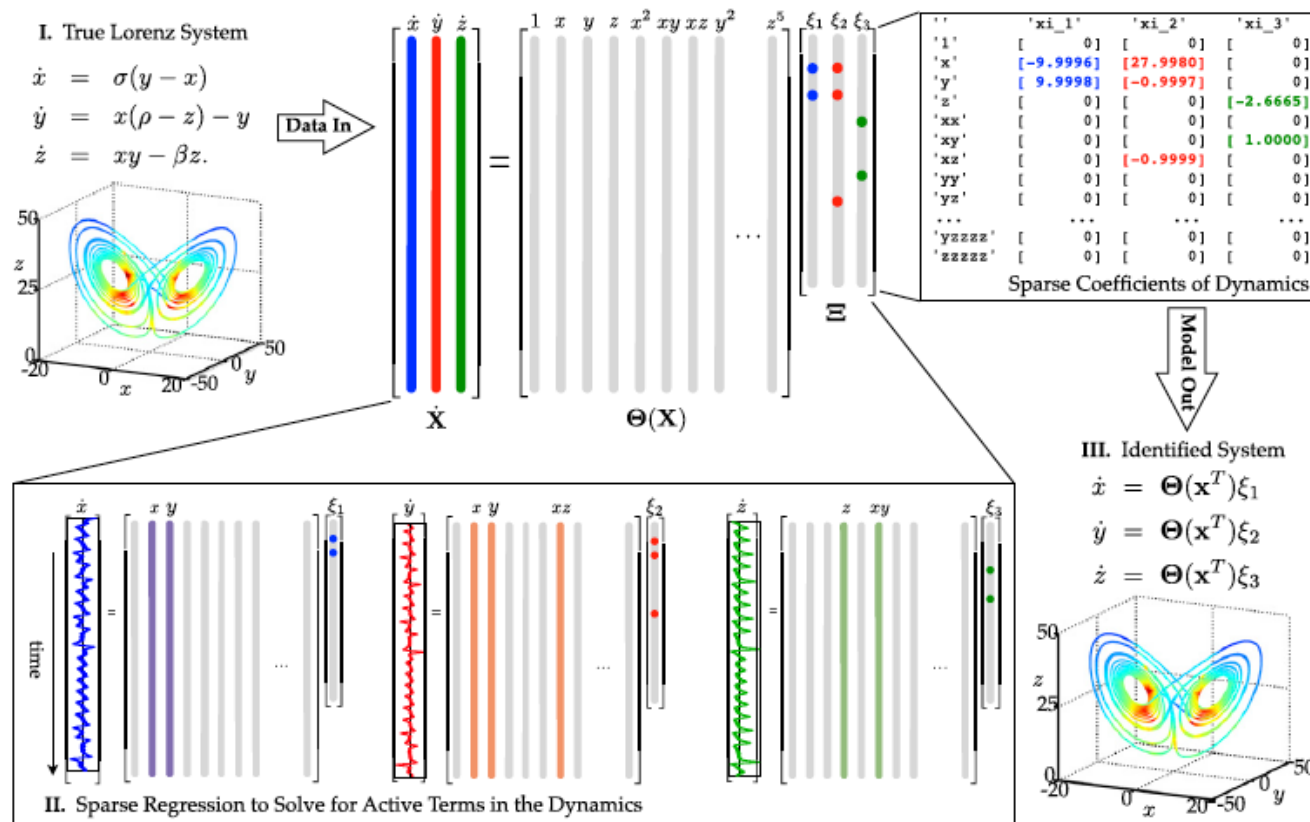 I. True Lorenz System
ẋ = σ(y − x)
ẏ = x(ρ − z) − y
ż = xy − βz.
Data In
ẋ ẏ ż
=
1 x y z x² xy xz y² z⁵
ξ₁ ξ₂ ξ₃
...
Ẋ
Θ(X)
Ξ
50
z
25
0
-20
0
x
20
-50
0
y
50
'' 'xi_1' 'xi_2' 'xi_3'
'1' [ 0] [ 0] [ 0]
'x' [-9.9996] [27.9980] [ 0]
'y' [ 9.9998] [-0.9997] [ 0]
'z' [ 0] [ 0] [-2.6665]
'xx' [ 0] [ 0] [ 0]
'xy' [ 0] [ 0] [ 1.0000]
'xz' [ 0] [-0.9999] [ 0]
'yy' [ 0] [ 0] [ 0]
'yz' [ 0] [ 0] [ 0]
... ... ... ...
'yzzzz' [ 0] [ 0] [ 0]
'zzzzz' [ 0] [ 0] [ 0]
Sparse Coefficients of Dynamics
Model Out
time
ẋ
=
x y
...
ξ₁
ẏ
=
x y xz
...
ξ₂
ż
=
z xy
...
ξ₃
II. Sparse Regression to Solve for Active Terms in the Dynamics
III. Identified System
ẋ = Θ(xᵀ)ξ₁
ẏ = Θ(xᵀ)ξ₂
ż = Θ(xᵀ)ξ₃
50
z
25
0
-20
0
x
20
-50
0
y
50